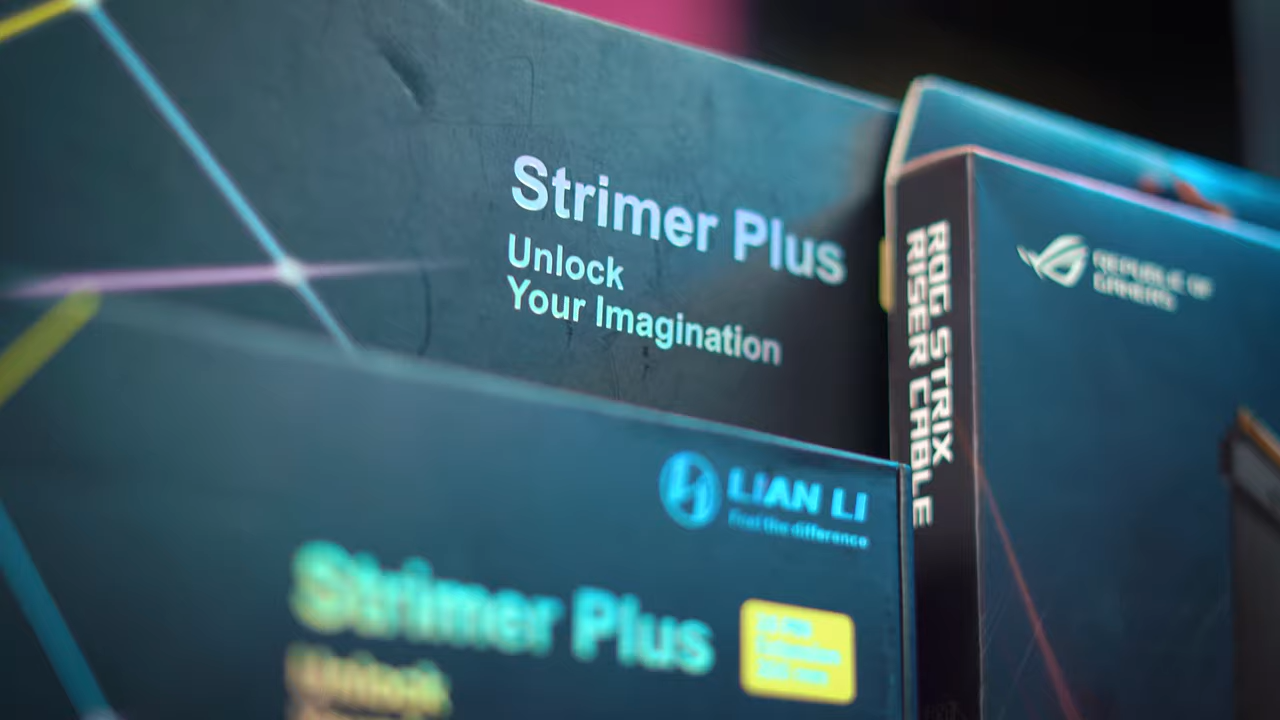 Strimer Plus
Unlock
Your Imagination
LIAN LI
Feel the difference
Strimer Plus
Unlock
ROG STRIX
RISER CABLE
REPUBLIC OF
GAMERS